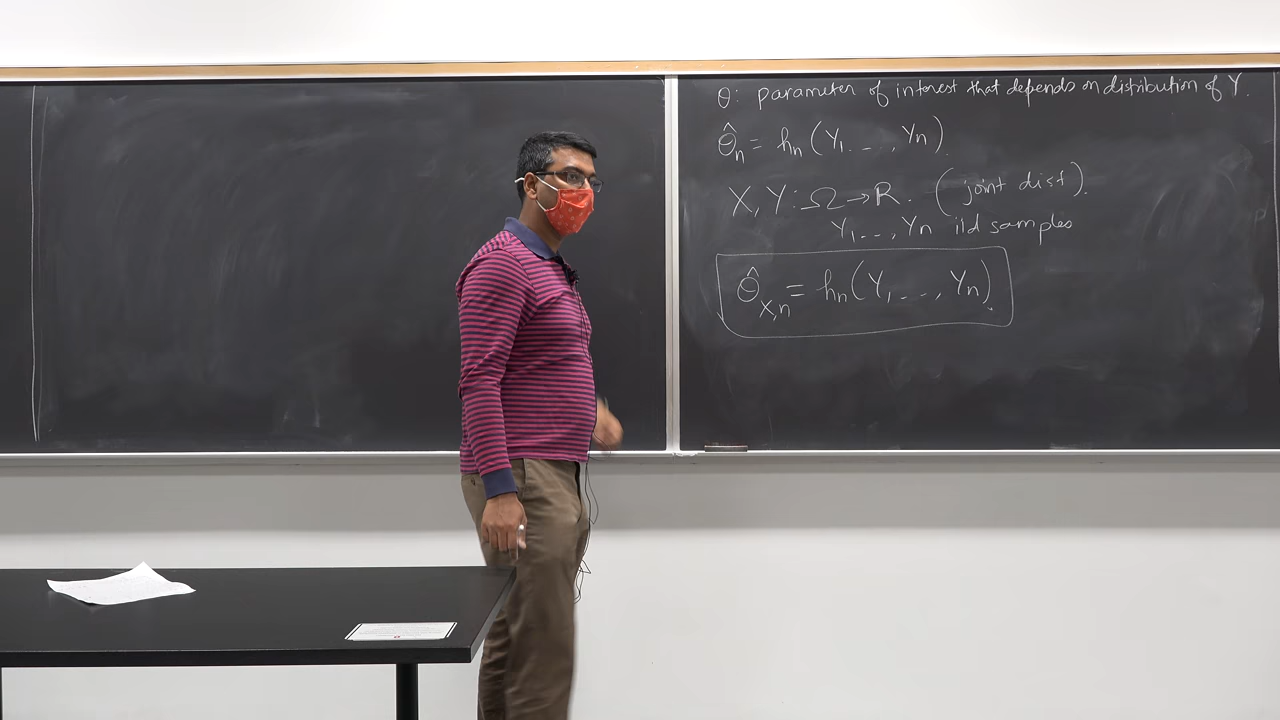 θ: parameter of interest that depends on distribution of Y.
θ̂n = hn(Y1..., Yn).
X, Y: Ω → R. (joint dist).
Y1..., Yn iid samples
θ̂X,n = hn(Y1..., Yn).